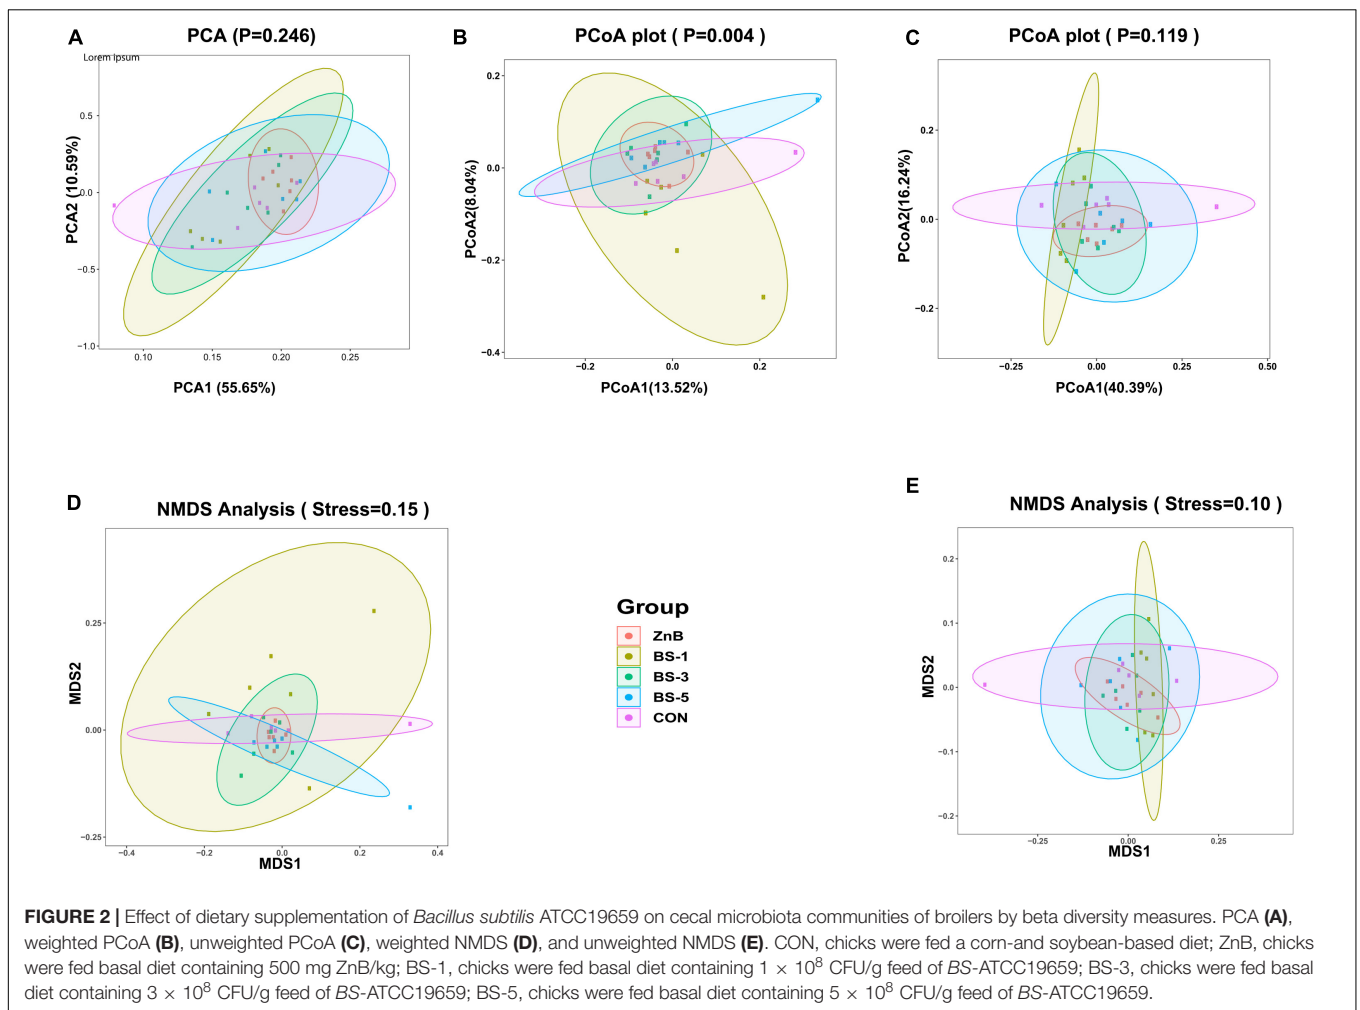 A
PCA (P=0.246)
Lorem ipsum
PCA2 (10.59%)
0.5
0.0
−0.5
−1.0
0.10
0.15
0.20
0.25
PCA1 (55.65%)
B
PCoA plot ( P=0.004 )
PCoA2(8.04%)
0.2
0.0
−0.2
−0.4
−0.2
0.0
0.2
PCoA1(13.52%)
C
PCoA plot ( P=0.119 )
PCoA2(16.24%)
0.2
0.0
−0.2
−0.25
0.00
0.25
0.50
PCoA1(40.39%)
D
NMDS Analysis ( Stress=0.15 )
MDS2
0.25
0.00
−0.25
−0.4
−0.2
0.0
0.2
0.4
MDS1
Group
ZnB
BS-1
BS-3
BS-5
CON
E
NMDS Analysis ( Stress=0.10 )
MDS2
0.2
0.1
0.0
−0.1
−0.2
−0.25
0.00
0.25
MDS1
FIGURE 2 | Effect of dietary supplementation of Bacillus subtilis ATCC19659 on cecal microbiota communities of broilers by beta diversity measures. PCA (A),
weighted PCoA (B), unweighted PCoA (C), weighted NMDS (D), and unweighted NMDS (E). CON, chicks were fed a corn-and soybean-based diet; ZnB, chicks
were fed basal diet containing 500 mg ZnB/kg; BS-1, chicks were fed basal diet containing 1 × 10⁸ CFU/g feed of BS-ATCC19659; BS-3, chicks were fed basal
diet containing 3 × 10⁸ CFU/g feed of BS-ATCC19659; BS-5, chicks were fed basal diet containing 5 × 10⁸ CFU/g feed of BS-ATCC19659.